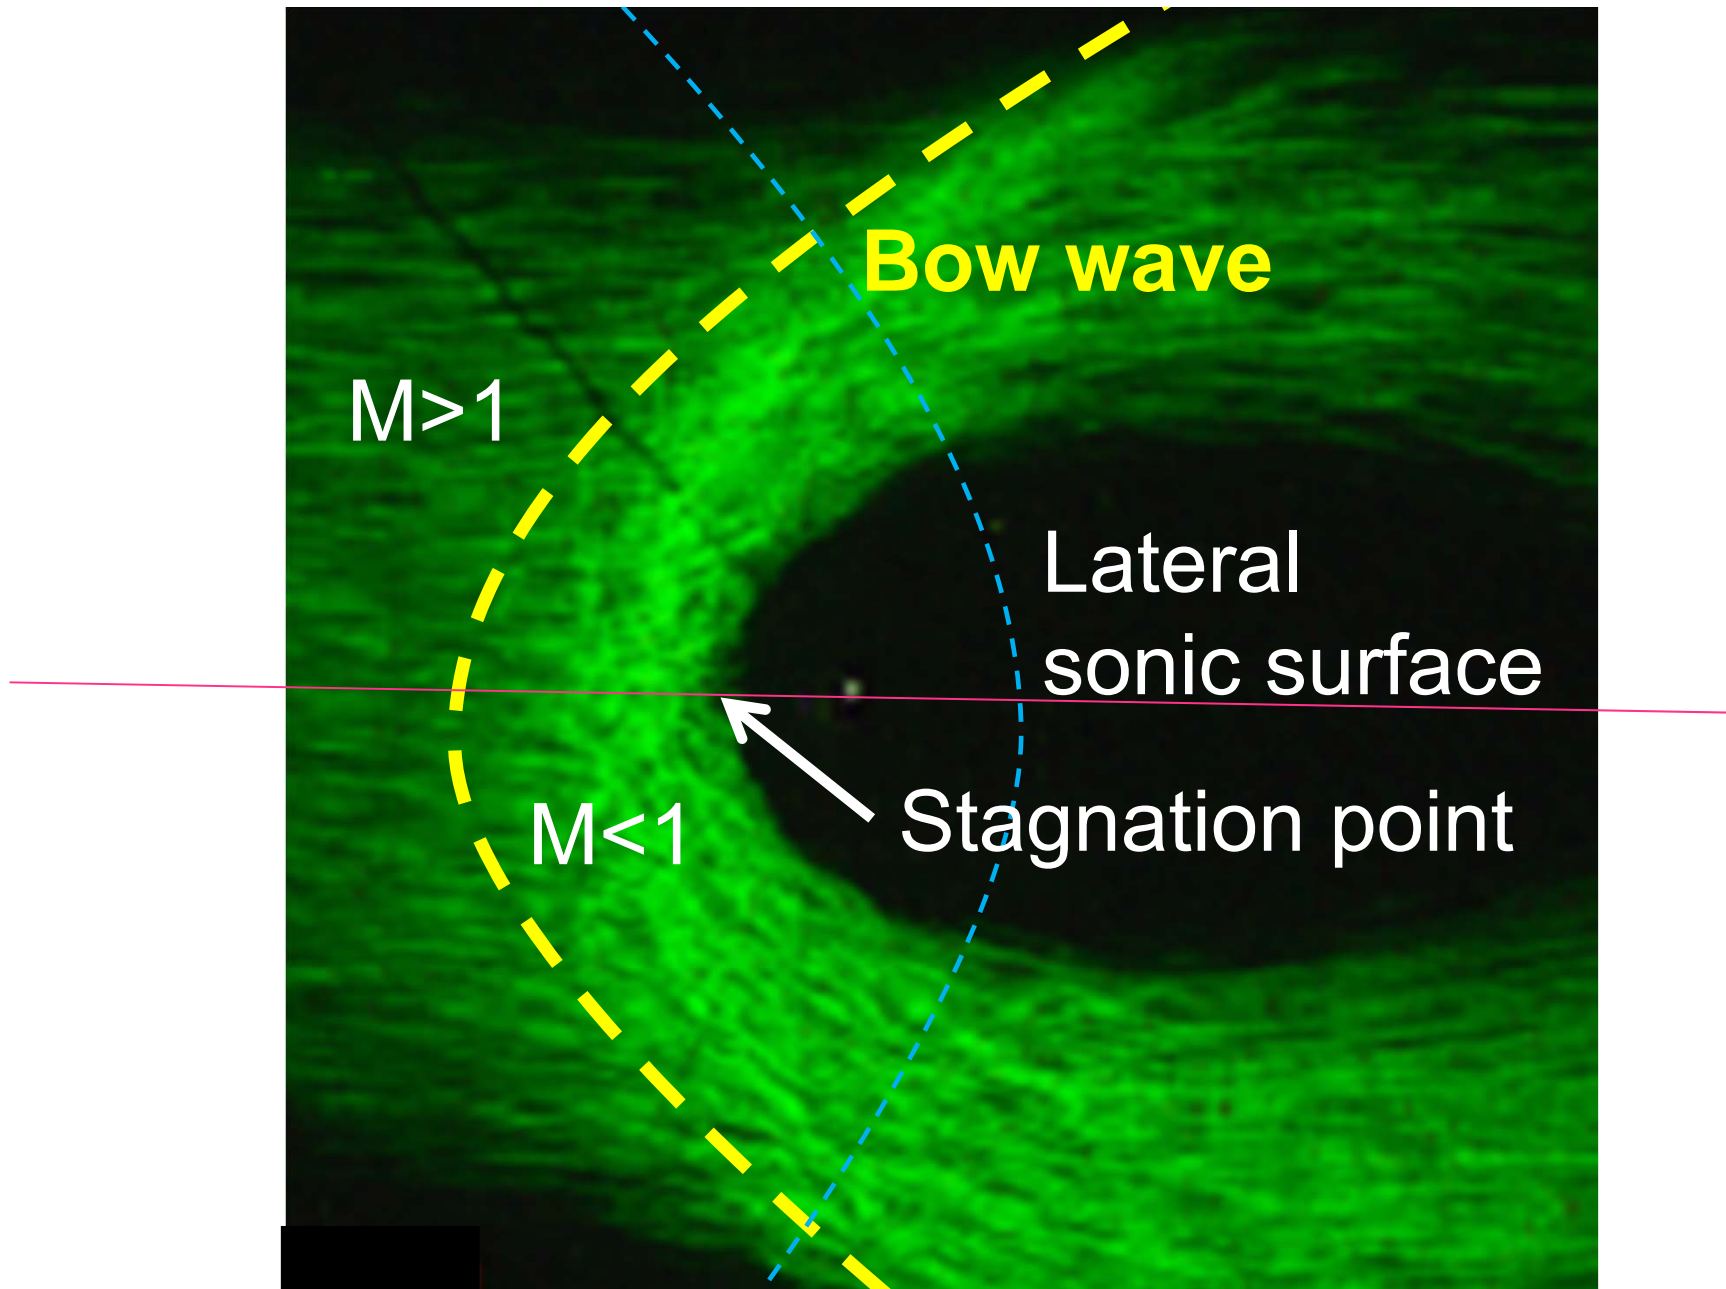 Bow wave
M>1
Lateral
sonic surface
M<1
Stagnation point